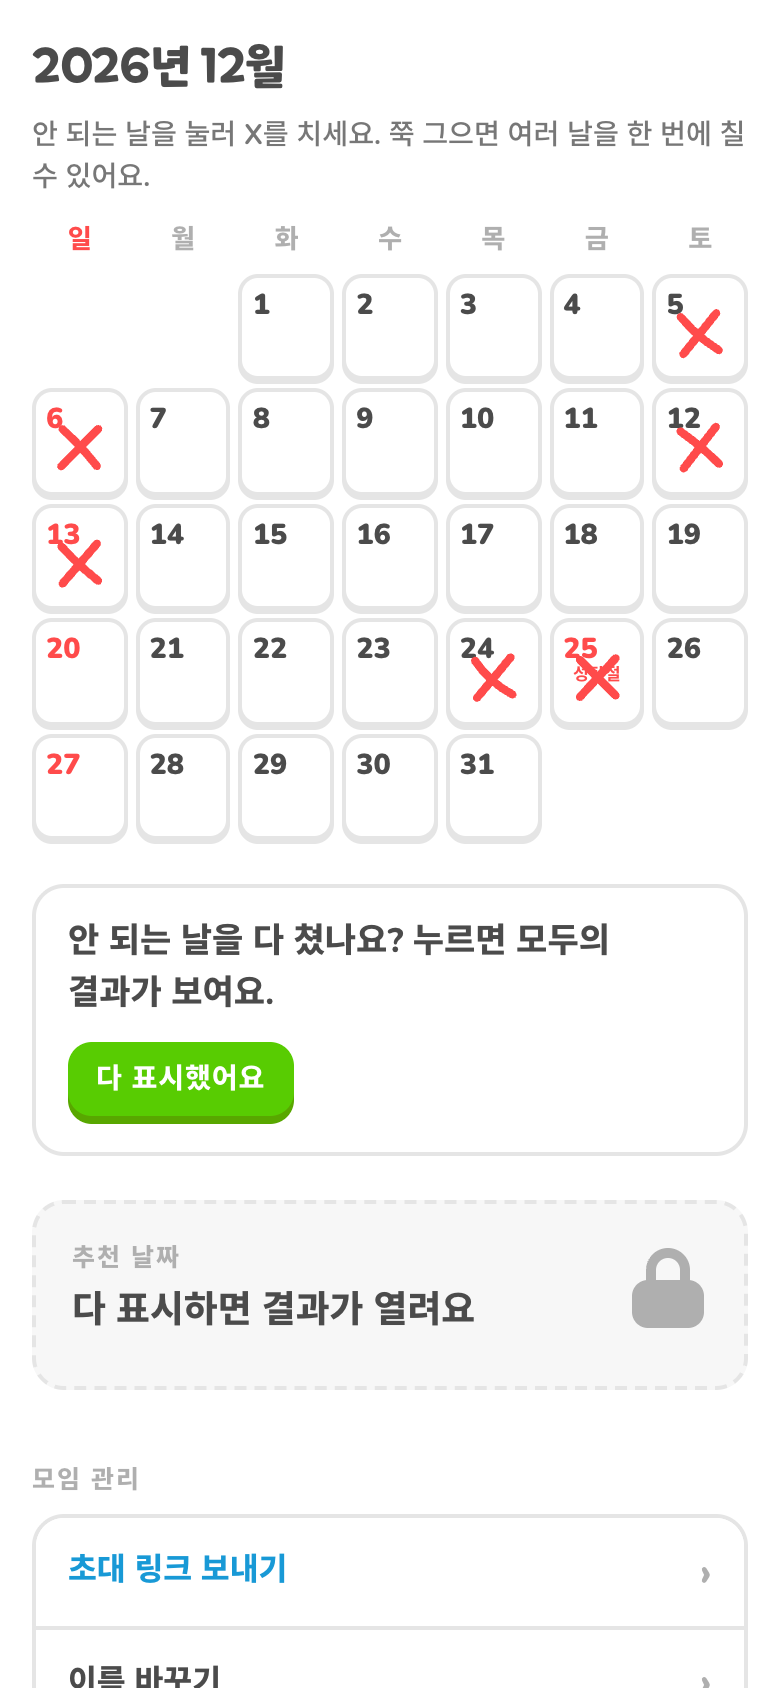 2026년 12월
안 되는 날을 눌러 X를 치세요. 쭉 그으면 여러 날을 한 번에 칠
수 있어요.
일 월 화 수 목 금 토
1 2 3 4 5
6 7 8 9 10 11 12
13 14 15 16 17 18 19
20 21 22 23 24 25 26
27 28 29 30 31
안 되는 날을 다 쳤나요? 누르면 모두의
결과가 보여요.
다 표시했어요
추천 날짜
다 표시하면 결과가 열려요
모임 관리
초대 링크 보내기
이름 바꾸기